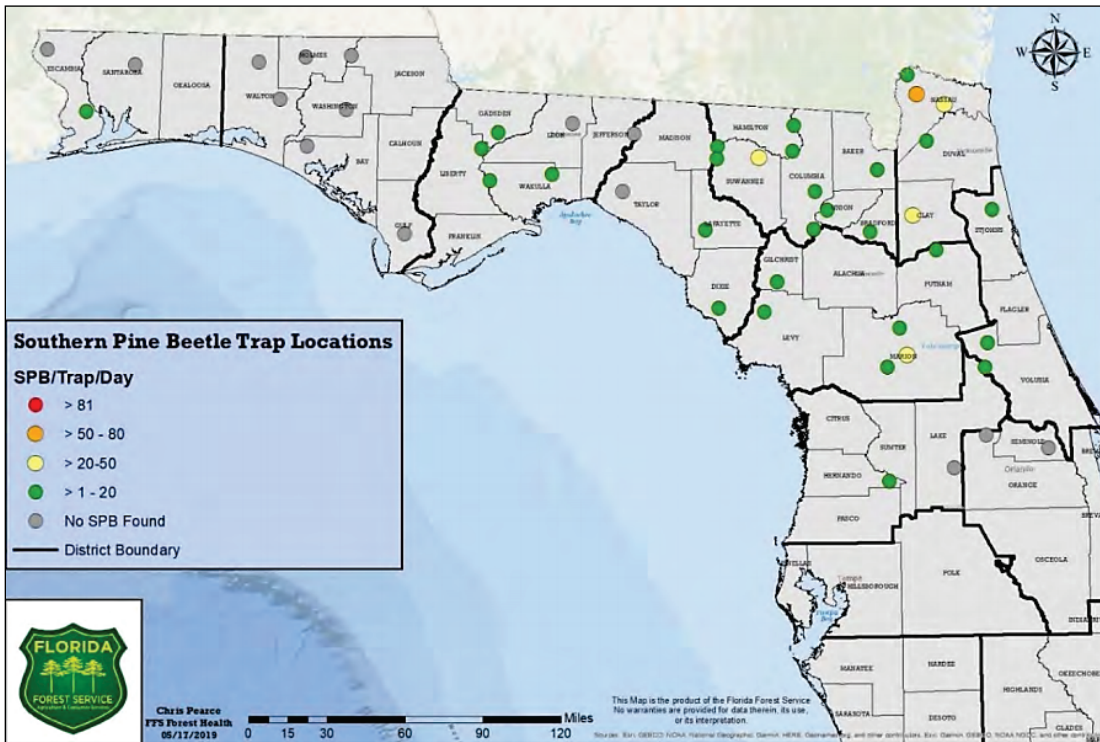 N
W E
S
ESCAMBIA
SANTA ROSA
OKALOOSA
WALTON
HOLMES
WASHINGTON
JACKSON
BAY
CALHOUN
GULF
GADSDEN
LIBERTY
FRANKLIN
LEON
WAKULLA
JEFFERSON
MADISON
TAYLOR
HAMILTON
SUWANNEE
LAFAYETTE
DIXIE
COLUMBIA
BAKER
UNION
BRADFORD
NASSAU
DUVAL
CLAY
ST JOHNS
GILCHRIST
ALACHUA
PUTNAM
FLAGLER
LEVY
MARION
VOLUSIA
CITRUS
SUMTER
LAKE
SEMINOLE
Orlando
ORANGE
HERNANDO
PASCO
OSCEOLA
POLK
Tampa
HILLSBOROUGH
Tampa
Bay
MANATEE
HARDEE
SARASOTA
DESOTO
HIGHLANDS
OKEECHOBE
GLADES
Southern Pine Beetle Trap Locations
SPB/Trap/Day
> 81
> 50 - 80
> 20-50
> 1 - 20
No SPB Found
District Boundary
FLORIDA
FOREST SERVICE
Chris Pearce
FFS Forest Health
05/17/2019
0 15 30 60 90 120 Miles
This Map is the product of the Florida Forest Service
No warranties are provided for data therein, its use,
or its interpretation.